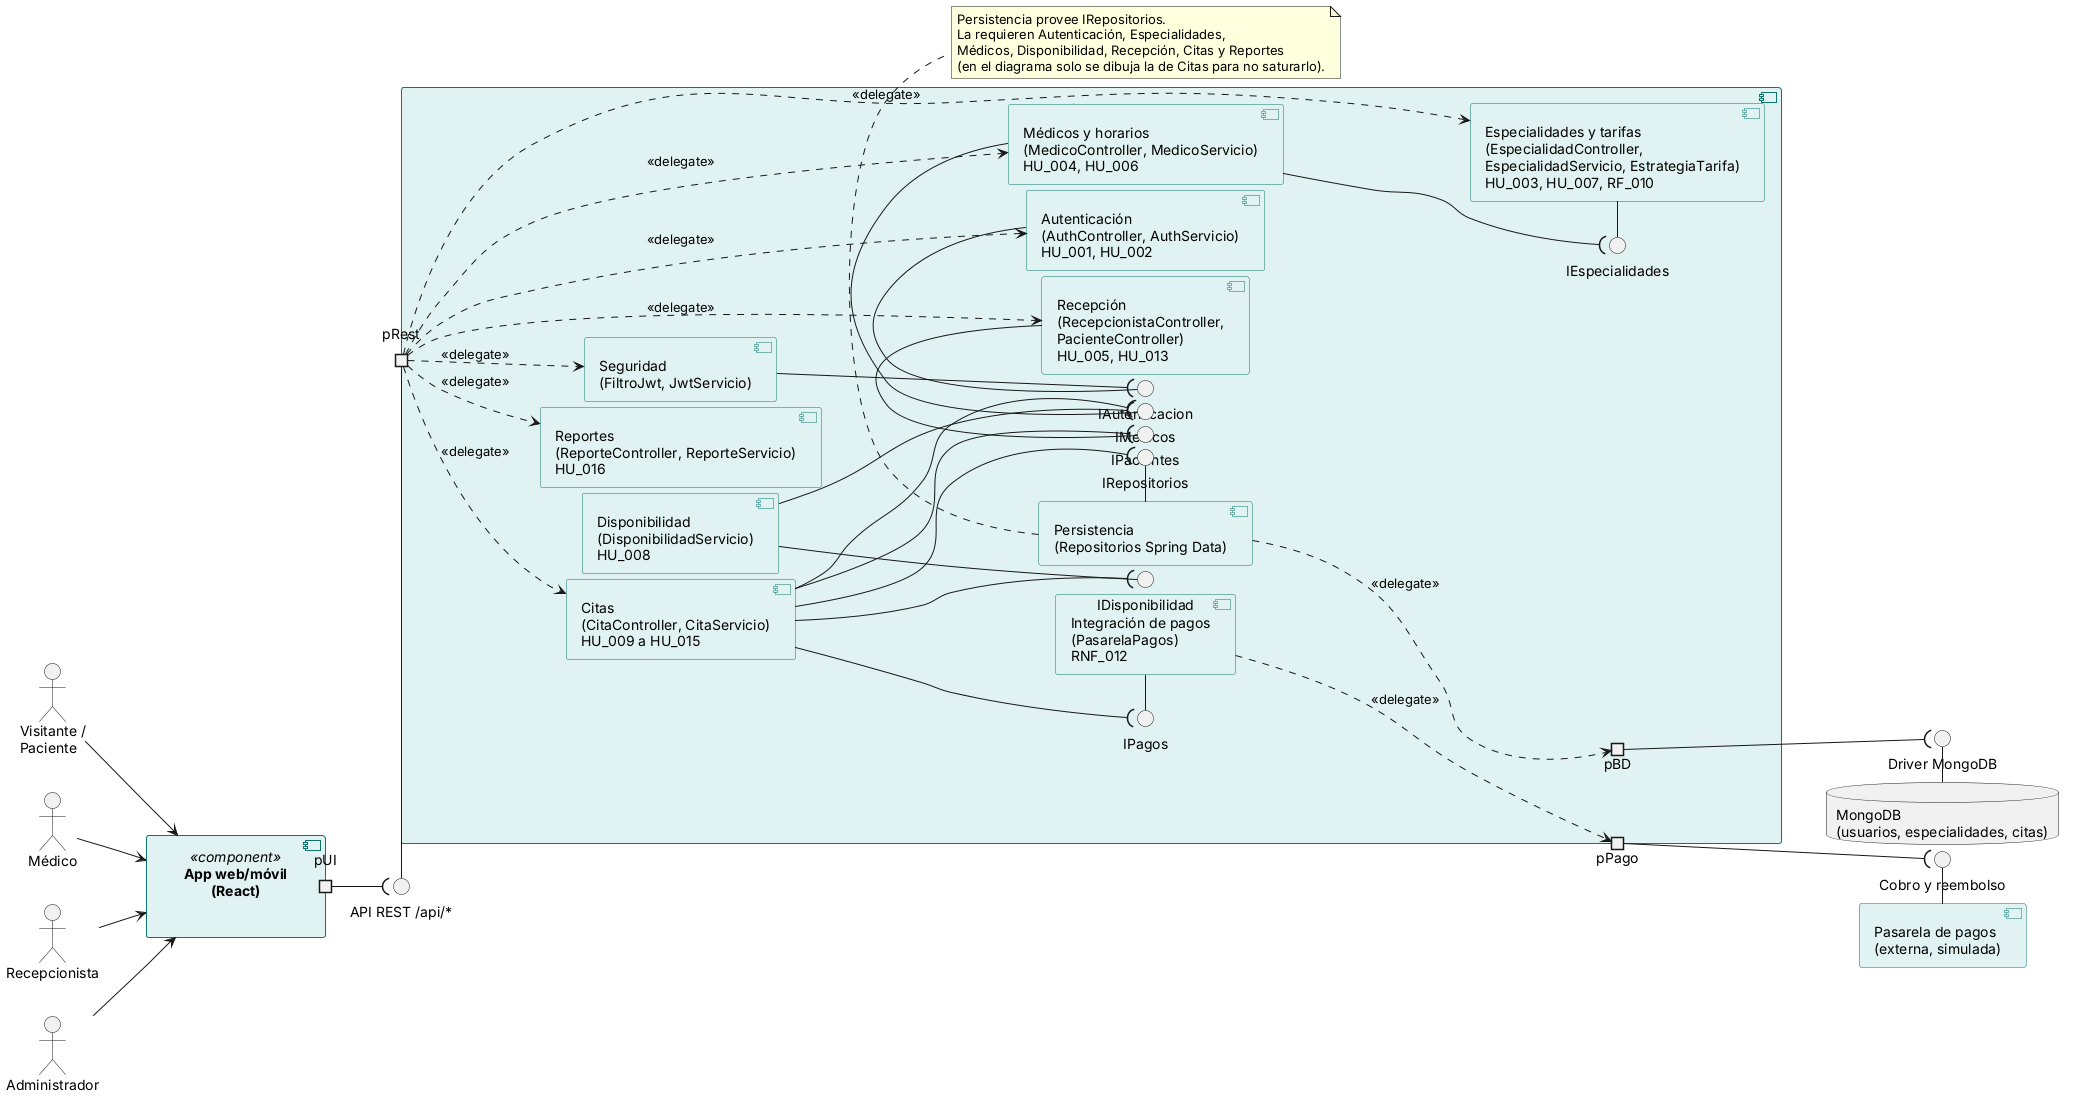 Persistencia provee IRepositorios.
La requieren Autenticación, Especialidades,
Médicos, Disponibilidad, Recepción, Citas y Reportes
(en el diagrama solo se dibuja la de Citas para no saturarlo).
«delegate»
Médicos y horarios
(MedicoController, MedicoServicio)
HU_004, HU_006
Especialidades y tarifas
(EspecialidadController,
EspecialidadServicio, EstrategiaTarifa)
HU_003, HU_007, RF_010
«delegate»
Autenticación
(AuthController, AuthServicio)
HU_001, HU_002
«delegate»
IEspecialidades
Recepción
(RecepcionistaController,
PacienteController)
HU_005, HU_013
«delegate»
pRest
«delegate»
Seguridad
(FiltroJwt, JwtServicio)
«delegate»
Reportes
(ReporteController, ReporteServicio)
HU_016
«delegate»
IAutenticacion
IMedicos
IPacientes
IRepositorios
Disponibilidad
(DisponibilidadServicio)
HU_008
Persistencia
(Repositorios Spring Data)
«delegate»
Citas
(CitaController, CitaServicio)
HU_009 a HU_015
IDisponibilidad
Integración de pagos
(PasarelaPagos)
RNF_012
«delegate»
IPagos
pBD
Driver MongoDB
MongoDB
(usuarios, especialidades, citas)
pPago
Cobro y reembolso
Pasarela de pagos
(externa, simulada)
Visitante /
Paciente
Médico
Recepcionista
Administrador
«component»
App web/móvil
(React)
pUI
API REST /api/*